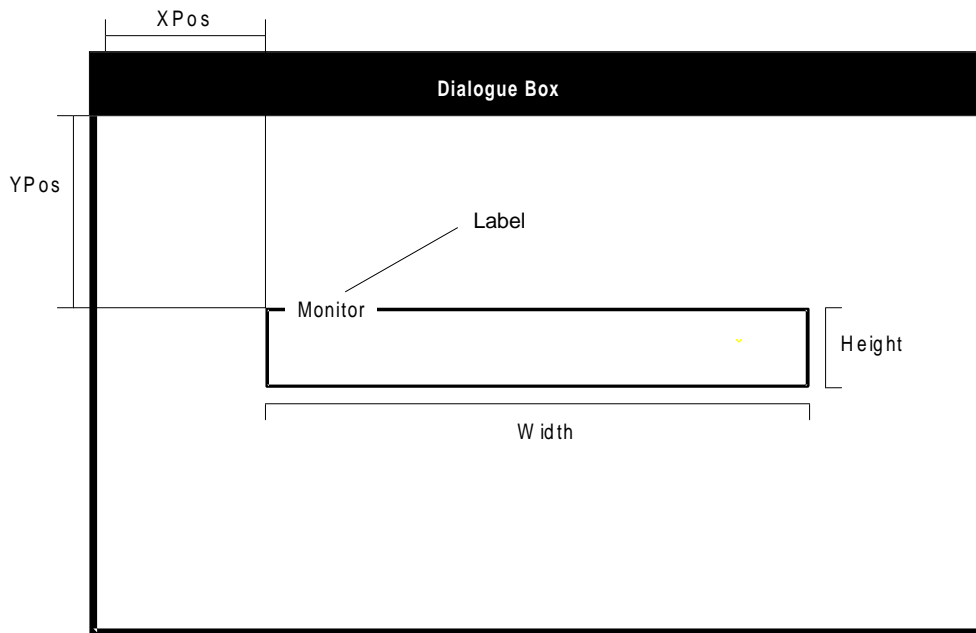 XPos
Dialogue Box
YPos
Label
Monitor
Height
Width